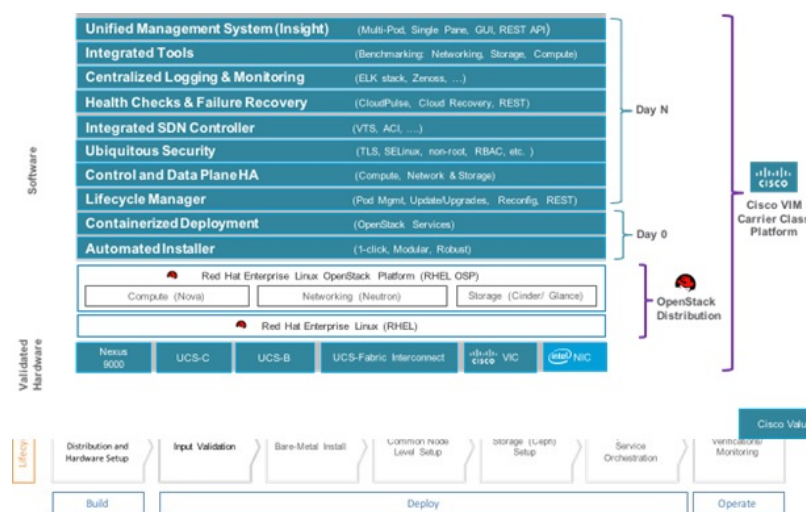 Unified Management System (Insight) (Multi-Pod, Single Pane, GUI, REST API)
Integrated Tools (Benchmarking: Networking, Storage, Compute)
Centralized Logging & Monitoring (ELK stack, Zenoss, ...)
Health Checks & Failure Recovery (CloudPulse, Cloud Recovery, REST)
Integrated SDN Controller (VTS, ACI, ....)
Ubiquitous Security (TLS, SELinux, non-root, RBAC, etc. )
Control and Data Plane HA (Compute, Network & Storage)
Lifecycle Manager (Pod Mgmt, Update/Upgrades, Reconfig, REST)
Containerized Deployment (OpenStack Services)
Automated Installer (1-click, Modular, Robust)
Day N
Day 0
Software
Red Hat Enterprise Linux OpenStack Platform (RHEL OSP)
Compute (Nova)
Networking (Neutron)
Storage (Cinder/ Glance)
Red Hat Enterprise Linux (RHEL)
OpenStack
Distribution
CISCO
Cisco VIM
Carrier Class
Platform
Validated
Hardware
Nexus
9000
UCS-C
UCS-B
UCS-Fabric Interconnect
CISCO VIC
intel NIC
Cisco Valu
Lifecyc
Distribution and
Hardware Setup
Input Validation
Bare-Metal Install
Common Node
Level Setup
Storage (Ceph)
Setup
Service
Orchestration
Verifications/
Monitoring
Build
Deploy
Operate